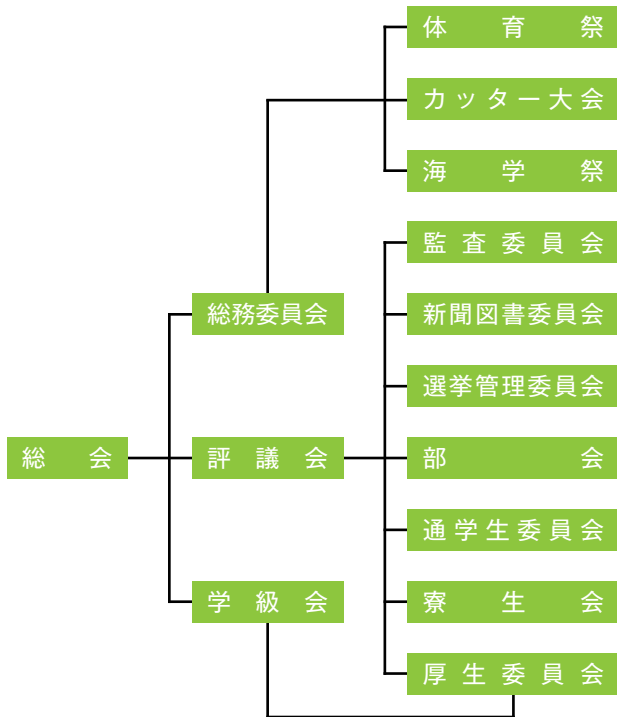 体育祭
カッター大会
海学祭
監査委員会
総務委員会
新聞図書委員会
選挙管理委員会
総会
評議会
部会
通学生委員会
学級会
寮生会
厚生委員会